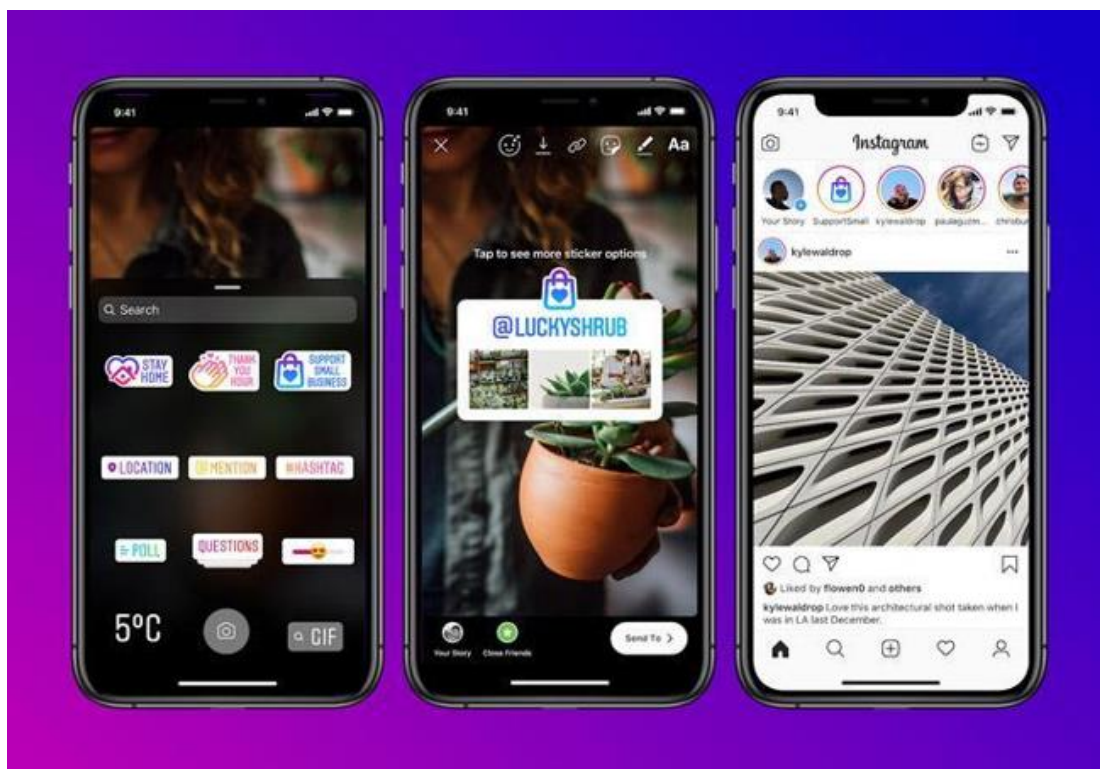 9:41
Search
STAY
HOME
THANK
YOU
HOUR
SUPPORT
SMALL
BUSINESS
LOCATION
@MENTION
#HASHTAG
POLL
QUESTIONS
5°C
GIF
9:41
Aa
Tap to see more sticker options
@LUCKYSHRUB
Your Story
Close Friends
Send To >
9:41
Instagram
Your Story
SupportSmall
kylewaldrop
kylewaldrop
Liked by flowen0 and others
kylewaldrop Love this architectural shot taken when I
was in LA last December.